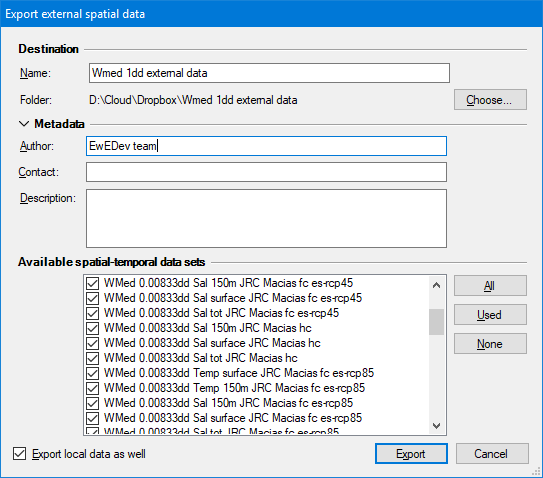 Export external spatial data
Destination
Name: Wmed 1dd external data
Folder: D:\Cloud\Dropbox\Wmed 1dd external data Choose...
Metadata
Author: EwEDev team
Contact:
Description:
Available spatial-temporal data sets
WMed 0.00833dd Sal 150m JRC Macias fc es-rcp45
WMed 0.00833dd Sal surface JRC Macias fc es-rcp45
WMed 0.00833dd Sal tot JRC Macias fc es-rcp45
WMed 0.00833dd Sal 150m JRC Macias hc
WMed 0.00833dd Sal surface JRC Macias hc
WMed 0.00833dd Sal tot JRC Macias hc
WMed 0.00833dd Temp surface JRC Macias fc es-rcp85
WMed 0.00833dd Temp 150m JRC Macias fc es-rcp85
WMed 0.00833dd Sal 150m JRC Macias fc es-rcp85
WMed 0.00833dd Sal surface JRC Macias fc es-rcp85
WMed 0.00833dd Sal tot JRC Macias fc es-rcp85
All
Used
None
Export local data as well Export Cancel